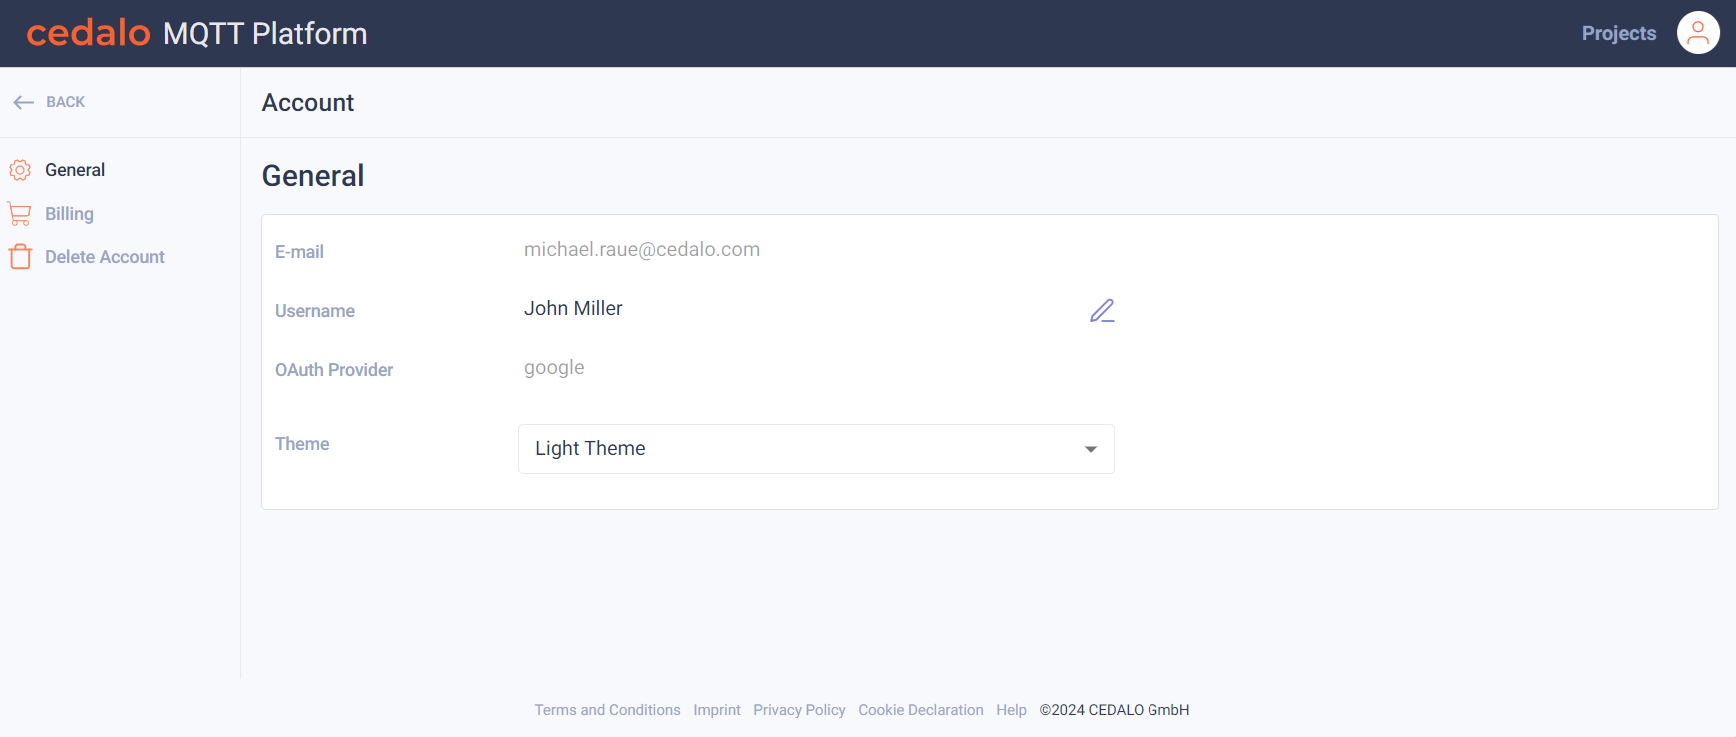 cedalo MQTT Platform
Projects
BACK
Account
General
Billing
Delete Account
General
E-mail michael.raue@cedalo.com
Username John Miller
OAuth Provider google
Theme Light Theme
Terms and Conditions Imprint Privacy Policy Cookie Declaration Help ©2024 CEDALO GmbH